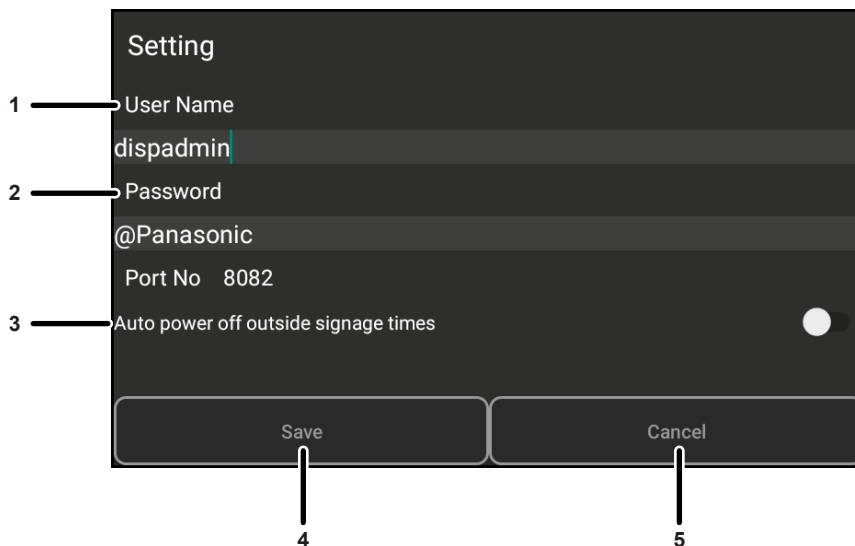 Setting
1 User Name
dispadmin
2 Password
@Panasonic
Port No 8082
3 Auto power off outside signage times
Save Cancel
4 5